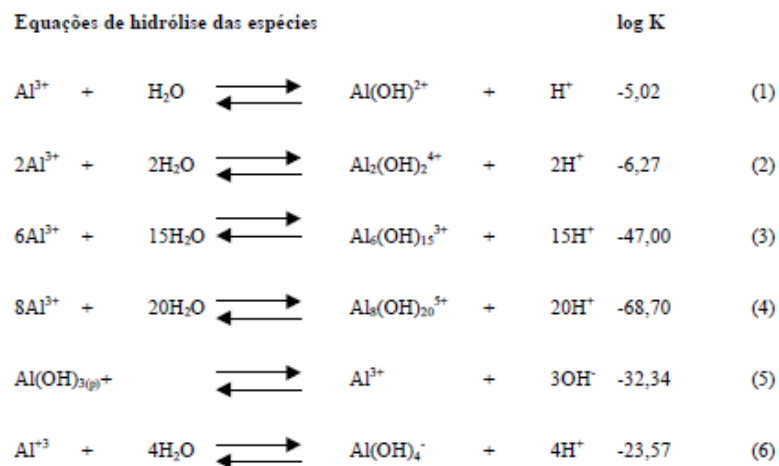 Equações de hidrólise das espécies log K
Al³⁺ + H₂O ⇌ Al(OH)²⁺ + H⁺ -5,02 (1)
2Al³⁺ + 2H₂O ⇌ Al₂(OH)₂⁴⁺ + 2H⁺ -6,27 (2)
6Al³⁺ + 15H₂O ⇌ Al₆(OH)₁₅³⁺ + 15H⁺ -47,00 (3)
8Al³⁺ + 20H₂O ⇌ Al₈(OH)₂₀⁵⁺ + 20H⁺ -68,70 (4)
Al(OH)₃₍ₚ₎+ ⇌ Al³⁺ + 3OH⁻ -32,34 (5)
Al⁺³ + 4H₂O ⇌ Al(OH)₄⁻ + 4H⁺ -23,57 (6)